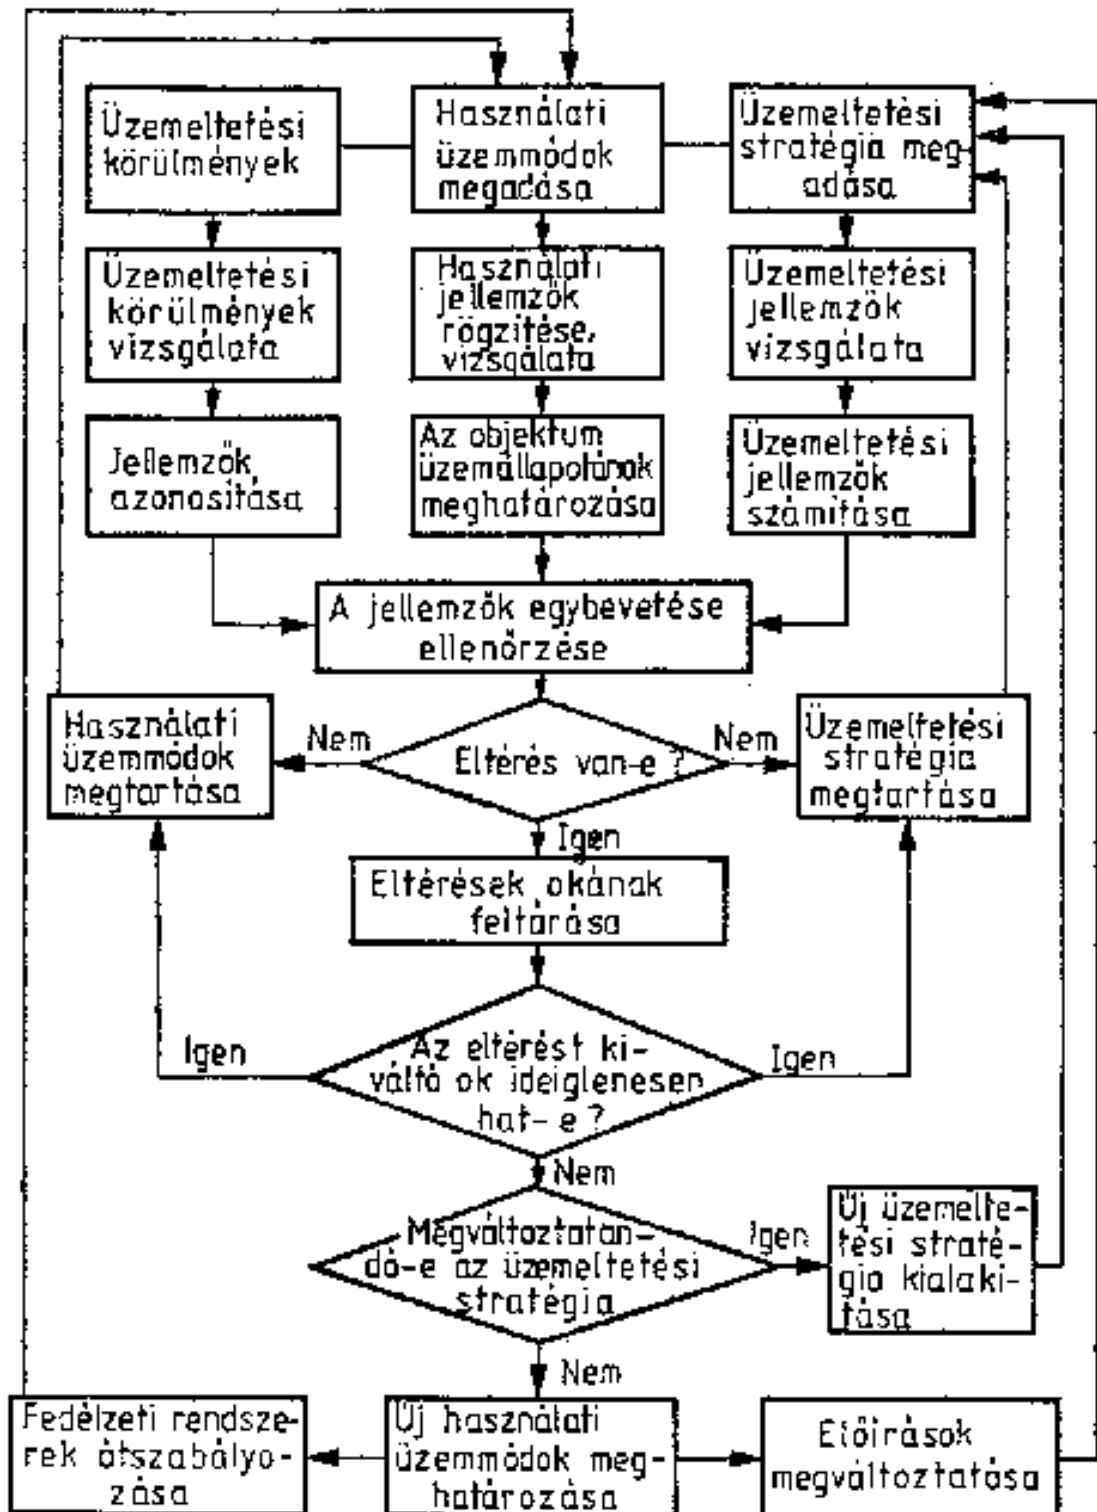 Üzemeltetési
körülmények
Használati
üzemmódok
megadása
Üzemeltetési
stratégia meg
adása
Üzemeltetési
körülmények
vizsgálata
Használati
jellemzők
rögzítése,
vizsgálata
Üzemeltetési
jellemzők
vizsgálata
Jellemzők
azonosítása
Az objektum
üzemállapotának
meghatározása
Üzemeltetési
jellemzők
számítása
A jellemzők egybevetése
ellenőrzése
Használati
üzemmódok
megtartása
Nem
Eltérés van-e ?
Nem
Üzemeltetési
stratégia
megtartása
Igen
Eltérések okának
feltárása
Igen
Az eltérést ki-
váltó ok ideiglenesen
hat-e ?
Igen
Nem
Megváltoztatan-
dó-e az üzemeltetési
stratégia
Igen
Új üzemelte-
tési straté-
gia kialakí-
tása
Nem
Fedélzeti rendsze-
rek átszabályo-
zása
Új használati
üzemmódok meg-
határozása
Előírások
megváltoztatása